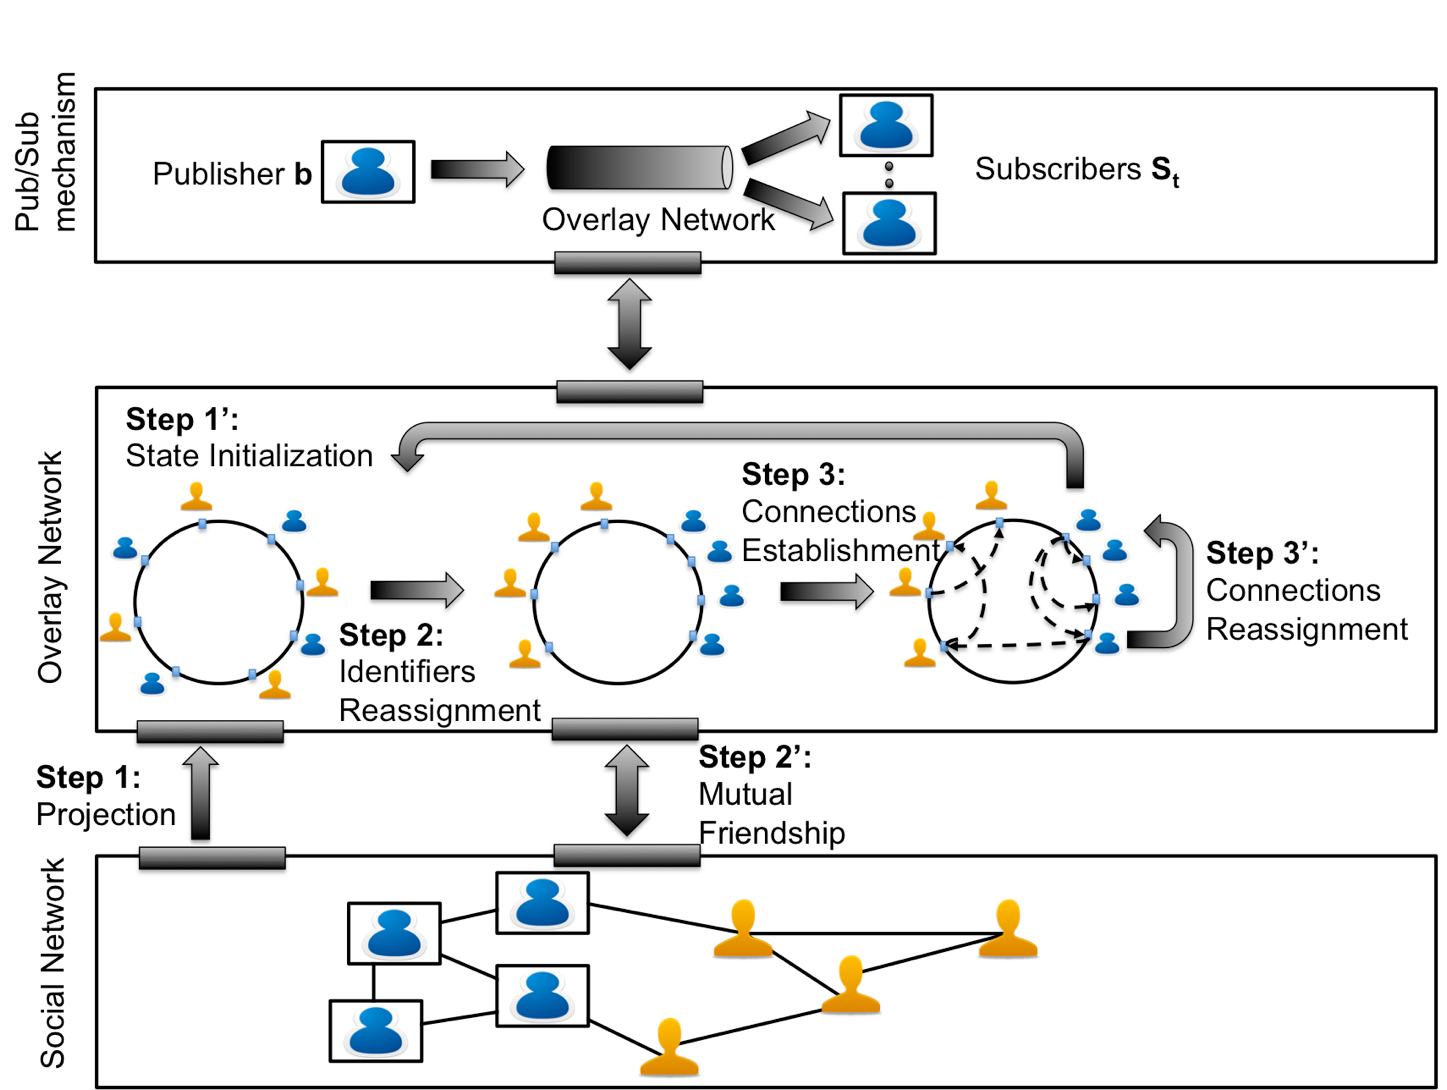 Pub/Sub
mechanism
Publisher b
Overlay Network
Subscribers St
Overlay Network
Step 1’:
State Initialization
Step 2:
Identifiers
Reassignment
Step 3:
Connections
Establishment
Step 3’:
Connections
Reassignment
Step 1:
Projection
Step 2’:
Mutual
Friendship
Social Network